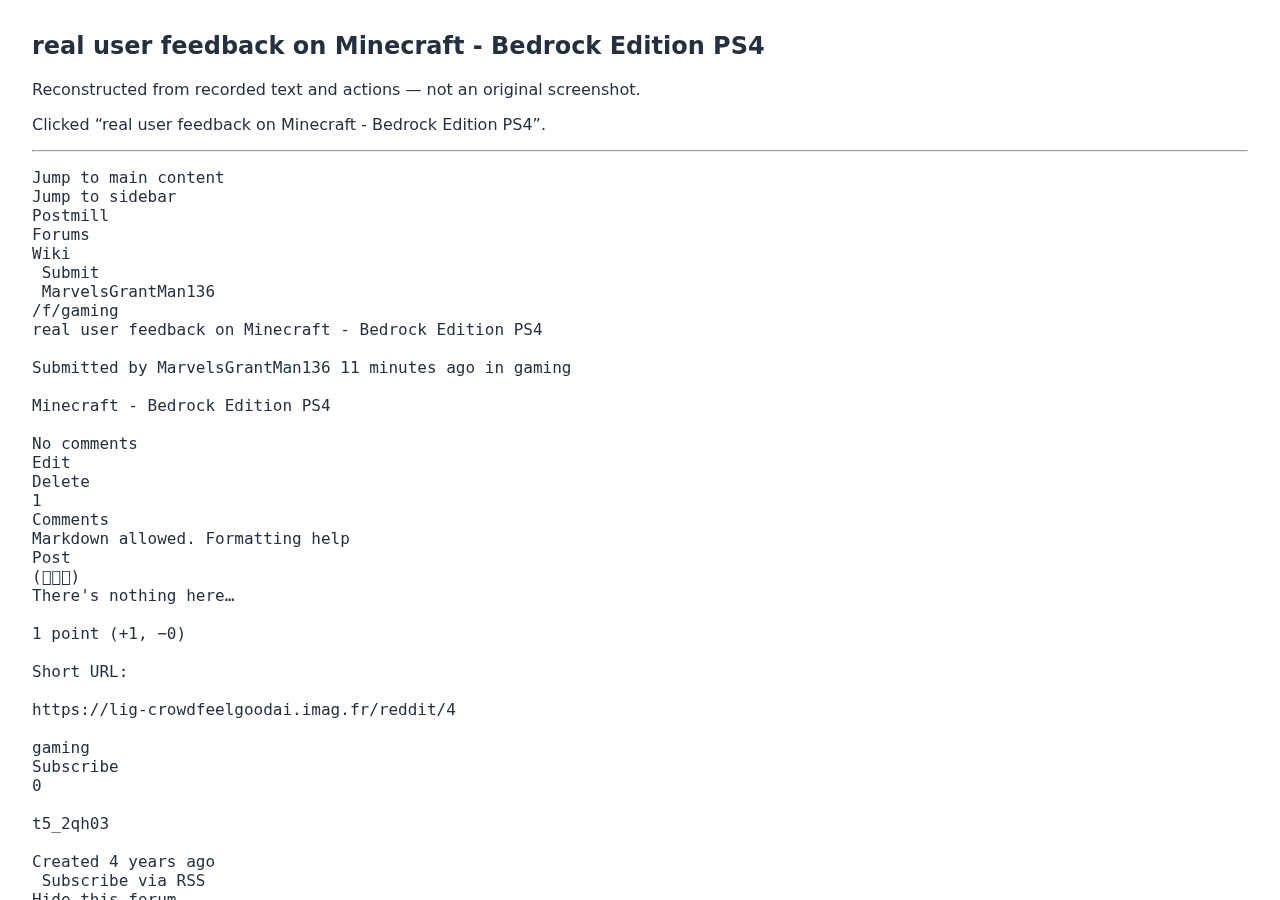 real user feedback on Minecraft - Bedrock Edition PS4
Reconstructed from recorded text and actions — not an original screenshot.
Clicked “real user feedback on Minecraft - Bedrock Edition PS4”.
Jump to main content
Jump to sidebar
Postmill
Forums
Wiki
Submit
MarvelsGrantMan136
/f/gaming
real user feedback on Minecraft - Bedrock Edition PS4
Submitted by MarvelsGrantMan136 11 minutes ago in gaming
Minecraft - Bedrock Edition PS4
No comments
Edit
Delete
1
Comments
Markdown allowed. Formatting help
Post
()
There's nothing here…
1 point (+1, −0)
Short URL:
https://lig-crowdfeelgoodai.imag.fr/reddit/4
gaming
Subscribe
0
t5_2qh03
Created 4 years ago
Subscribe via RSS
Hide this forum